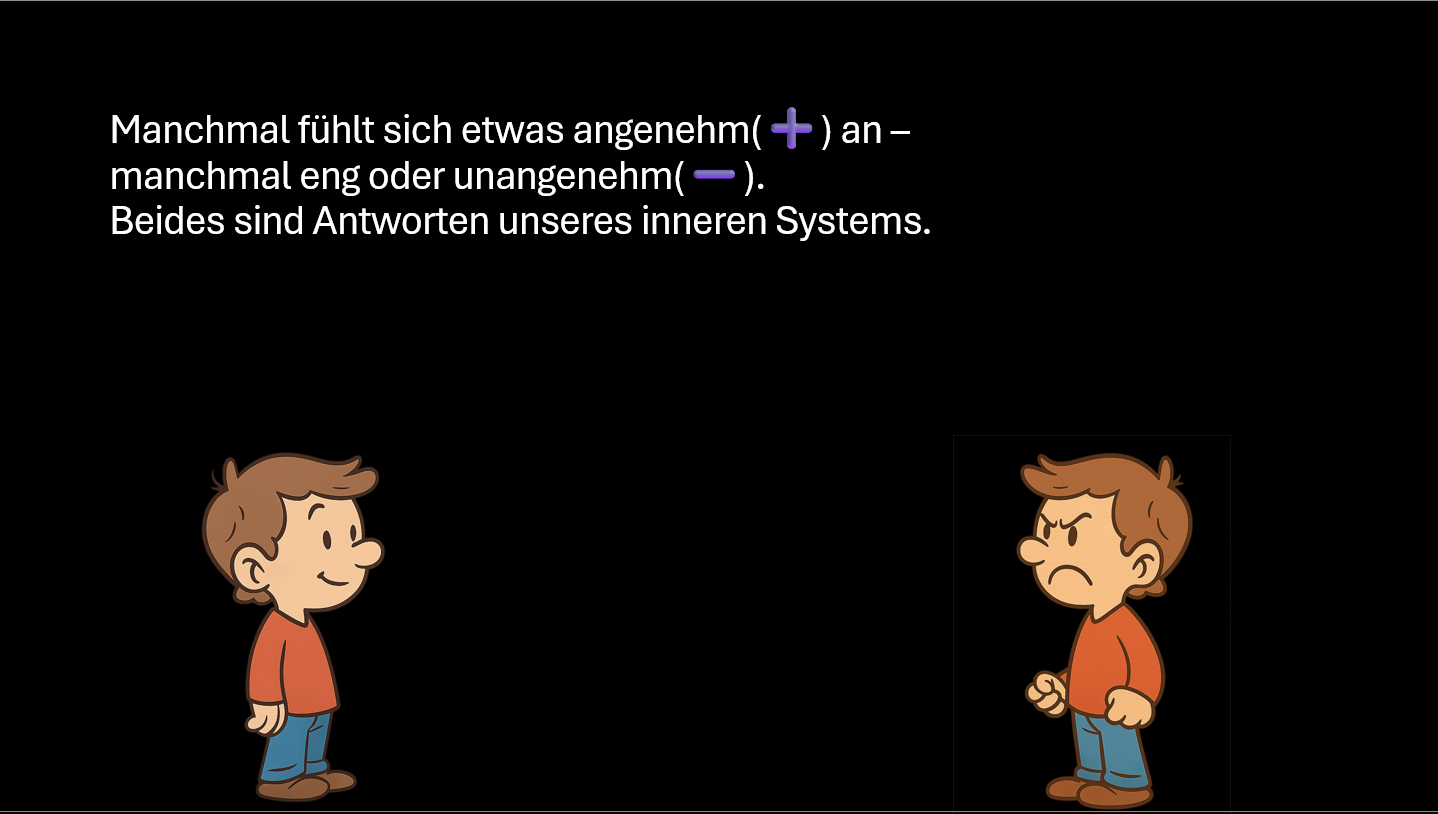 Manchmal fühlt sich etwas angenehm( ➕ ) an –
manchmal eng oder unangenehm( ➖ ).
Beides sind Antworten unseres inneren Systems.